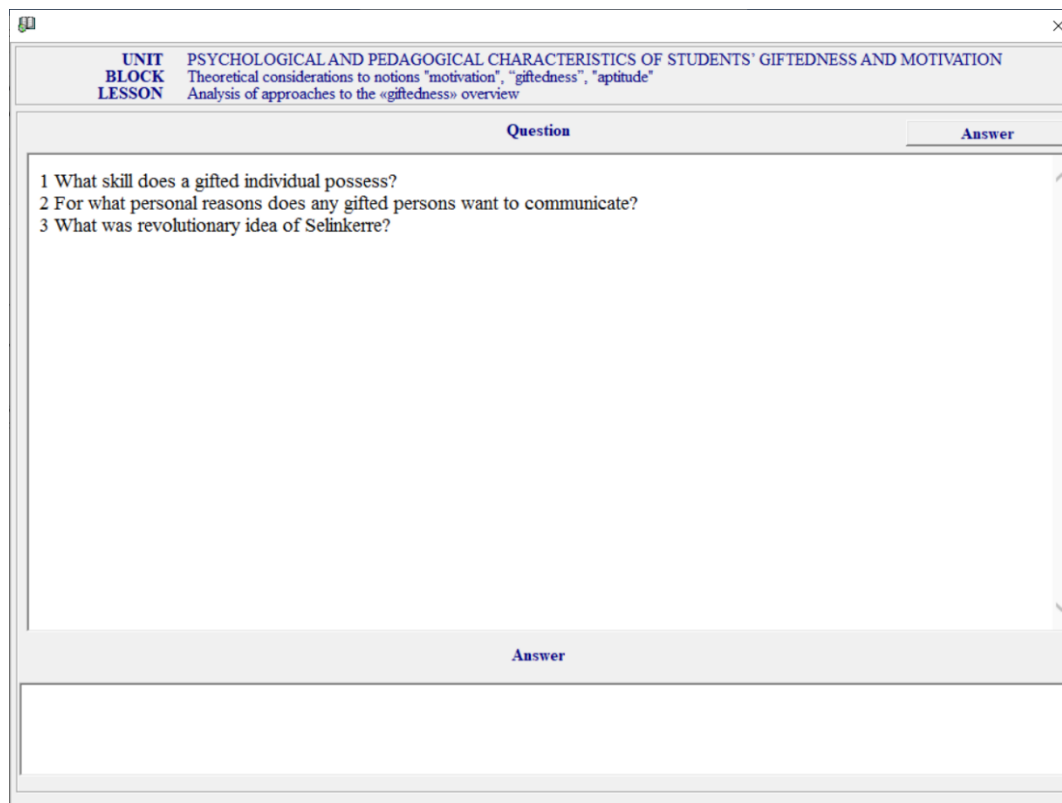 UNIT PSYCHOLOGICAL AND PEDAGOGICAL CHARACTERISTICS OF STUDENTS' GIFTEDNESS AND MOTIVATION
BLOCK Theoretical considerations to notions "motivation", “giftedness”, "aptitude"
LESSON Analysis of approaches to the «giftedness» overview
Question
Answer
1 What skill does a gifted individual possess?
2 For what personal reasons does any gifted persons want to communicate?
3 What was revolutionary idea of Selinkerre?
Answer